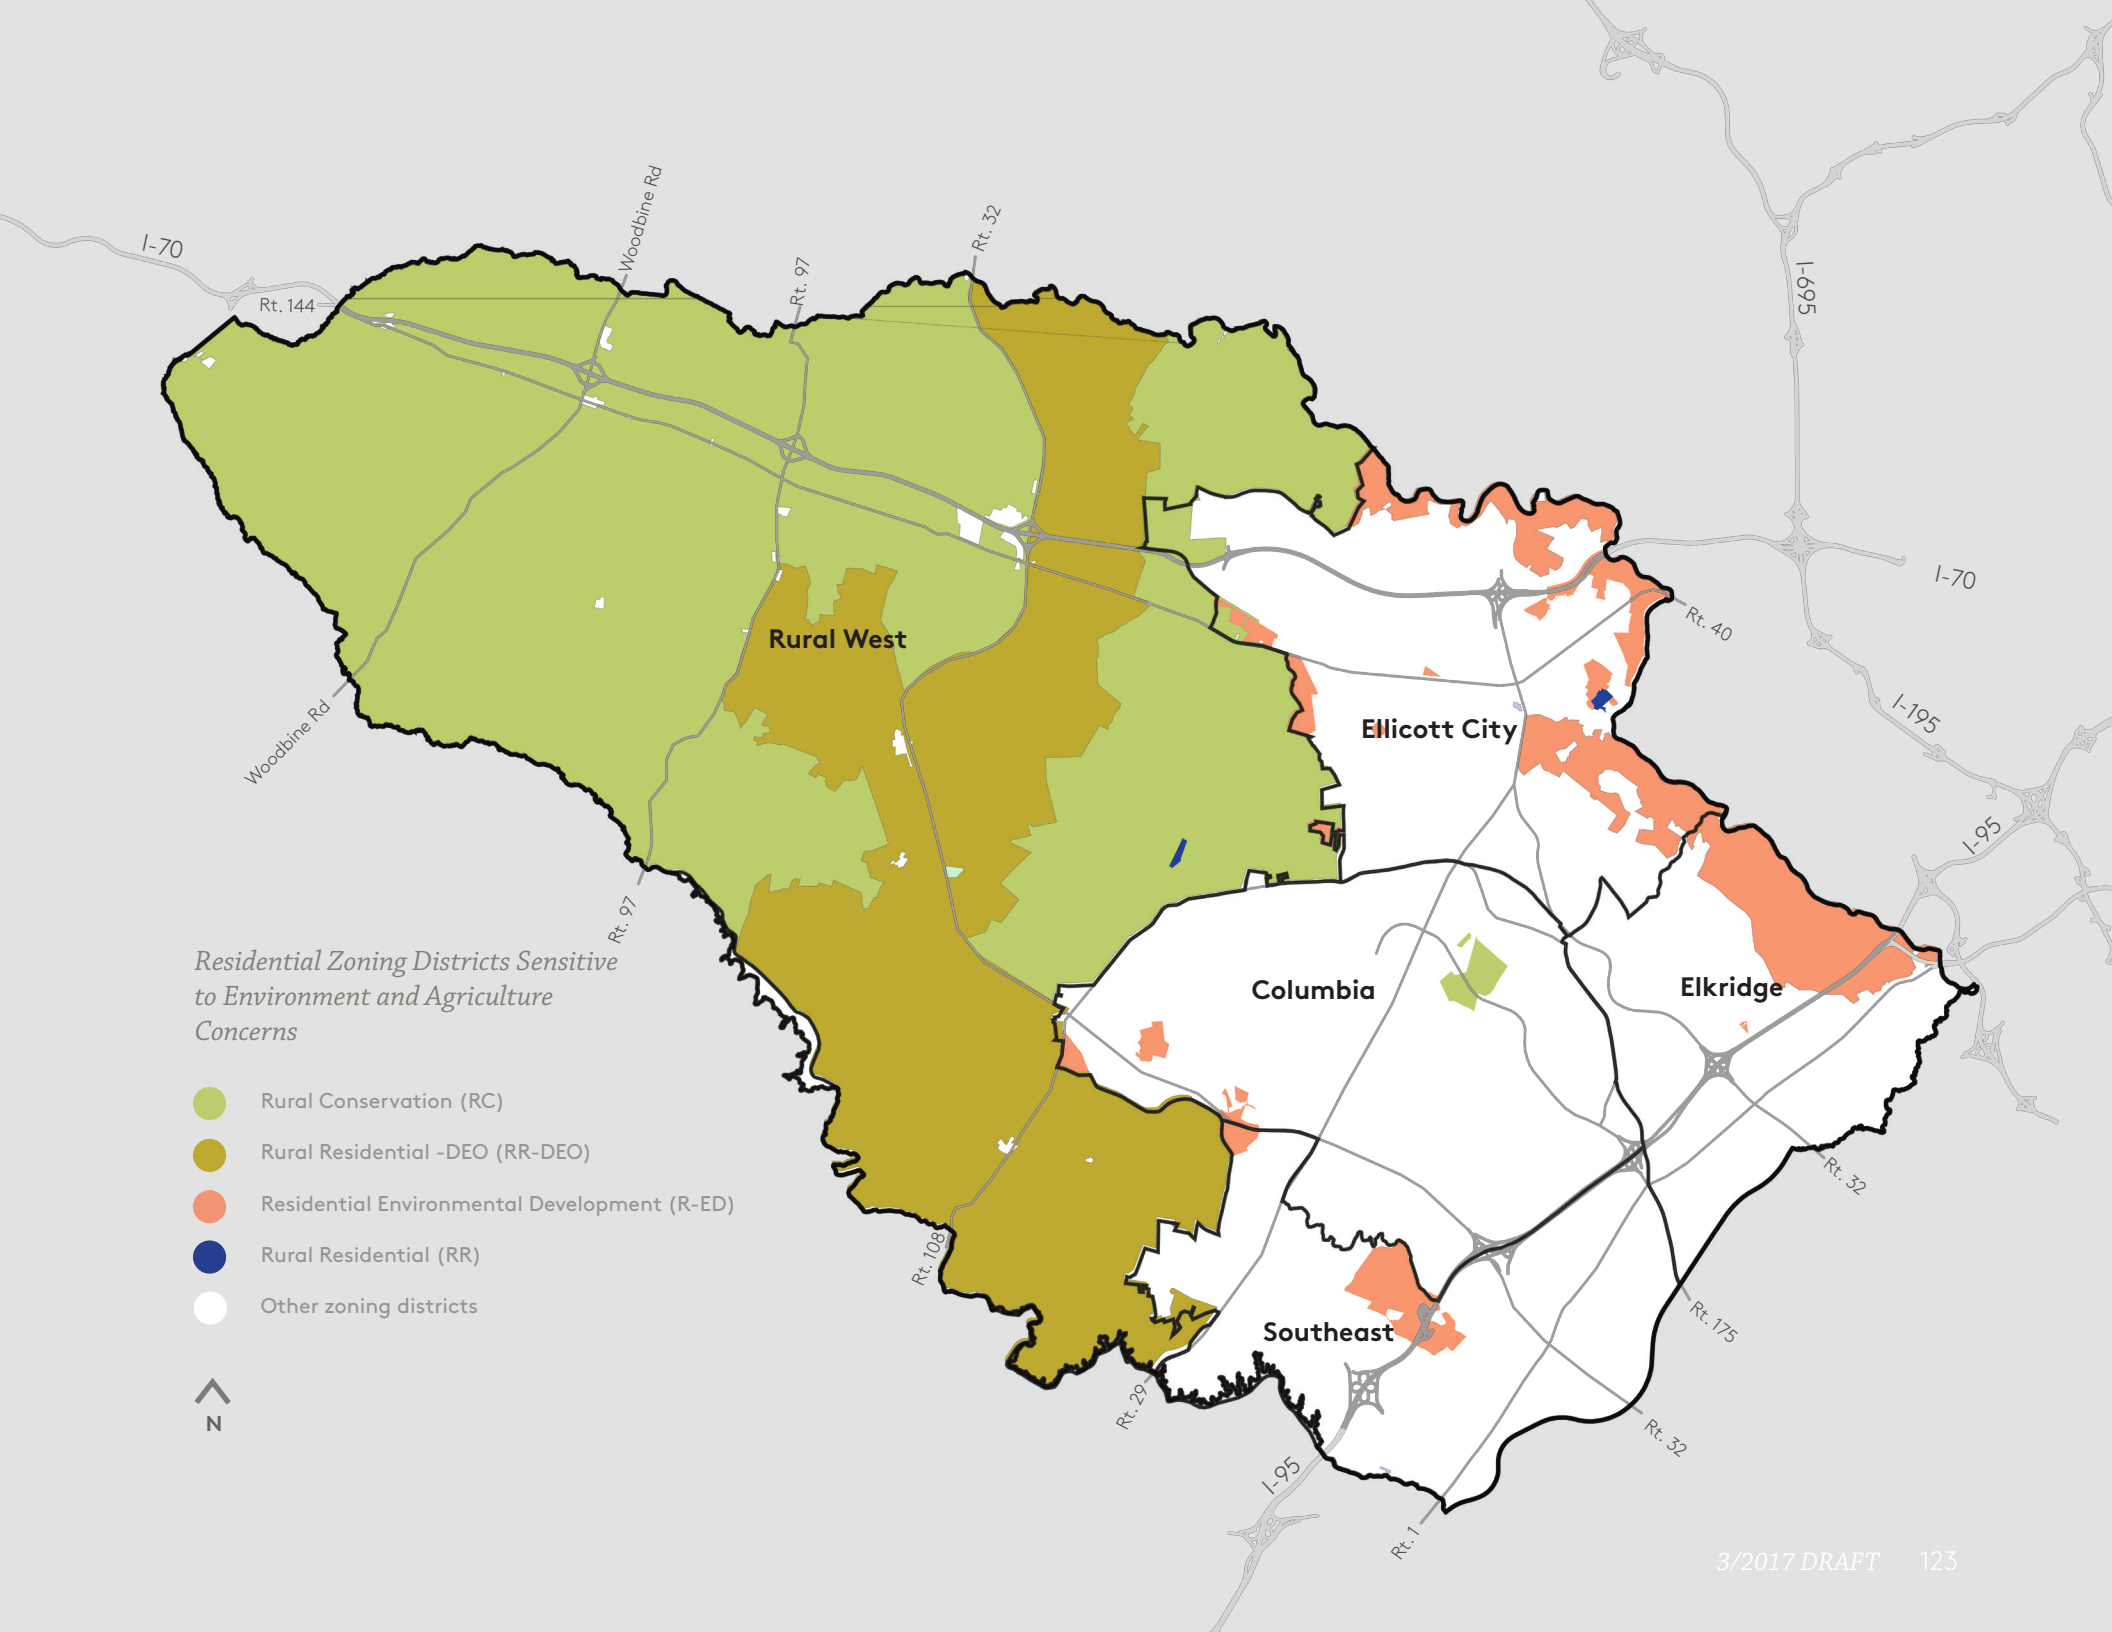 I-70
Rt. 144
Woodbine Rd
Rt. 97
Rt. 32
I-695
I-70
Rt. 40
I-195
I-95
Rural West
Ellicott City
Columbia
Elkridge
Southeast
Woodbine Rd
Rt. 97
Rt. 108
Rt. 29
I-95
Rt. 1
Rt. 32
Rt. 175
Rt. 32
Residential Zoning Districts Sensitive
to Environment and Agriculture
Concerns
Rural Conservation (RC)
Rural Residential -DEO (RR-DEO)
Residential Environmental Development (R-ED)
Rural Residential (RR)
Other zoning districts
N
3/2017 DRAFT 123